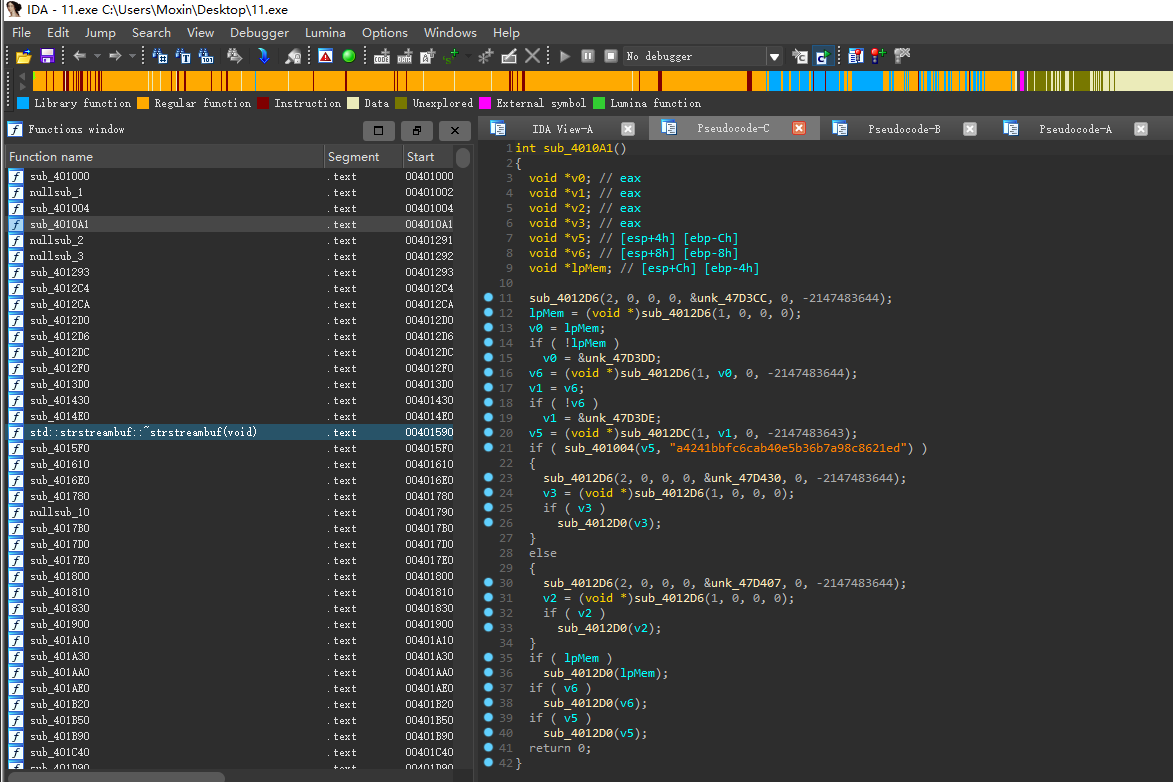 IDA - 11.exe C:\Users\Moxin\Desktop\11.exe
File Edit Jump Search View Debugger Lumina Options Windows Help
No debugger
Library function Regular function Instruction Data Unexplored External symbol Lumina function
Functions window
IDA View-A Pseudocode-C Pseudocode-B Pseudocode-A
Function name Segment Start
sub_401000 .text 00401000
nullsub_1 .text 00401002
sub_401004 .text 00401004
sub_4010A1 .text 004010A1
nullsub_2 .text 00401291
nullsub_3 .text 00401292
sub_401293 .text 00401293
sub_4012C4 .text 004012C4
sub_4012CA .text 004012CA
sub_4012D0 .text 004012D0
sub_4012D6 .text 004012D6
sub_4012DC .text 004012DC
sub_4012F0 .text 004012F0
sub_4013D0 .text 004013D0
sub_401430 .text 00401430
sub_4014E0 .text 004014E0
std::strstreambuf::~strstreambuf(void) .text 00401590
sub_4015F0 .text 004015F0
sub_401610 .text 00401610
sub_4016E0 .text 004016E0
sub_401780 .text 00401780
nullsub_10 .text 00401790
sub_4017B0 .text 004017B0
sub_4017D0 .text 004017D0
sub_4017E0 .text 004017E0
sub_401800 .text 00401800
sub_401810 .text 00401810
sub_401830 .text 00401830
sub_401900 .text 00401900
sub_401A10 .text 00401A10
sub_401A30 .text 00401A30
sub_401AA0 .text 00401AA0
sub_401AE0 .text 00401AE0
sub_401B20 .text 00401B20
sub_401B50 .text 00401B50
sub_401B90 .text 00401B90
sub_401C40 .text 00401C40
sub_401D90 .text 00401D90
1 int sub_4010A1()
2 {
3 void *v0; // eax
4 void *v1; // eax
5 void *v2; // eax
6 void *v3; // eax
7 void *v5; // [esp+4h] [ebp-Ch]
8 void *v6; // [esp+8h] [ebp-8h]
9 void *lpMem; // [esp+Ch] [ebp-4h]
10
11 sub_4012D6(2, 0, 0, 0, &unk_47D3CC, 0, -2147483644);
12 lpMem = (void *)sub_4012D6(1, 0, 0, 0);
13 v0 = lpMem;
14 if ( !lpMem )
15 v0 = &unk_47D3DD;
16 v6 = (void *)sub_4012D6(1, v0, 0, -2147483644);
17 v1 = v6;
18 if ( !v6 )
19 v1 = &unk_47D3DE;
20 v5 = (void *)sub_4012DC(1, v1, 0, -2147483643);
21 if ( sub_401004(v5, "a4241bbfc6cab40e5b36b7a98c8621ed") )
22 {
23 sub_4012D6(2, 0, 0, 0, &unk_47D430, 0, -2147483644);
24 v3 = (void *)sub_4012D6(1, 0, 0, 0);
25 if ( v3 )
26 sub_4012D0(v3);
27 }
28 else
29 {
30 sub_4012D6(2, 0, 0, 0, &unk_47D407, 0, -2147483644);
31 v2 = (void *)sub_4012D6(1, 0, 0, 0);
32 if ( v2 )
33 sub_4012D0(v2);
34 }
35 if ( lpMem )
36 sub_4012D0(lpMem);
37 if ( v6 )
38 sub_4012D0(v6);
39 if ( v5 )
40 sub_4012D0(v5);
41 return 0;
42 }